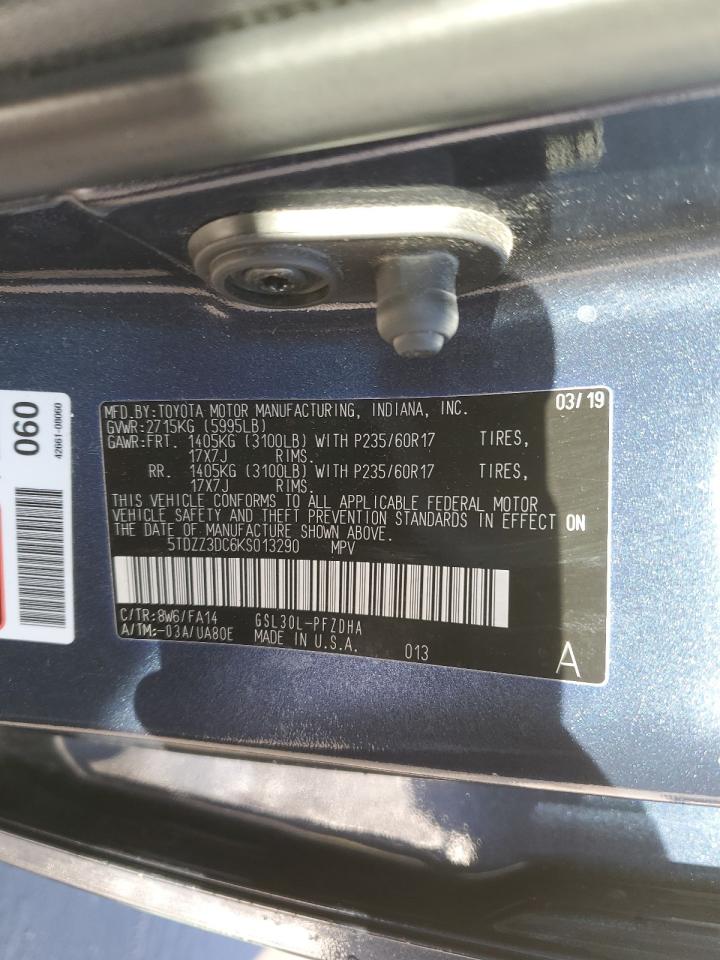 MFD.BY:TOYOTA MOTOR MANUFACTURING, INDIANA, INC. 03/19
GVWR:2715KG (5995LB)
GAWR:FRT. 1405KG (3100LB) WITH P235/60R17 TIRES,
17X7J RIMS.
RR. 1405KG (3100LB) WITH P235/60R17 TIRES,
17X7J RIMS.
THIS VEHICLE CONFORMS TO ALL APPLICABLE FEDERAL MOTOR
VEHICLE SAFETY AND THEFT PREVENTION STANDARDS IN EFFECT ON
THE DATE OF MANUFACTURE SHOWN ABOVE.
5TDZZ3DC6KS013290 MPV
C/TR:8W6/FA14 GSL30L-PFZDHA
A/TM:-03A/UA80E MADE IN U.S.A. 013
A
060
42661-08060